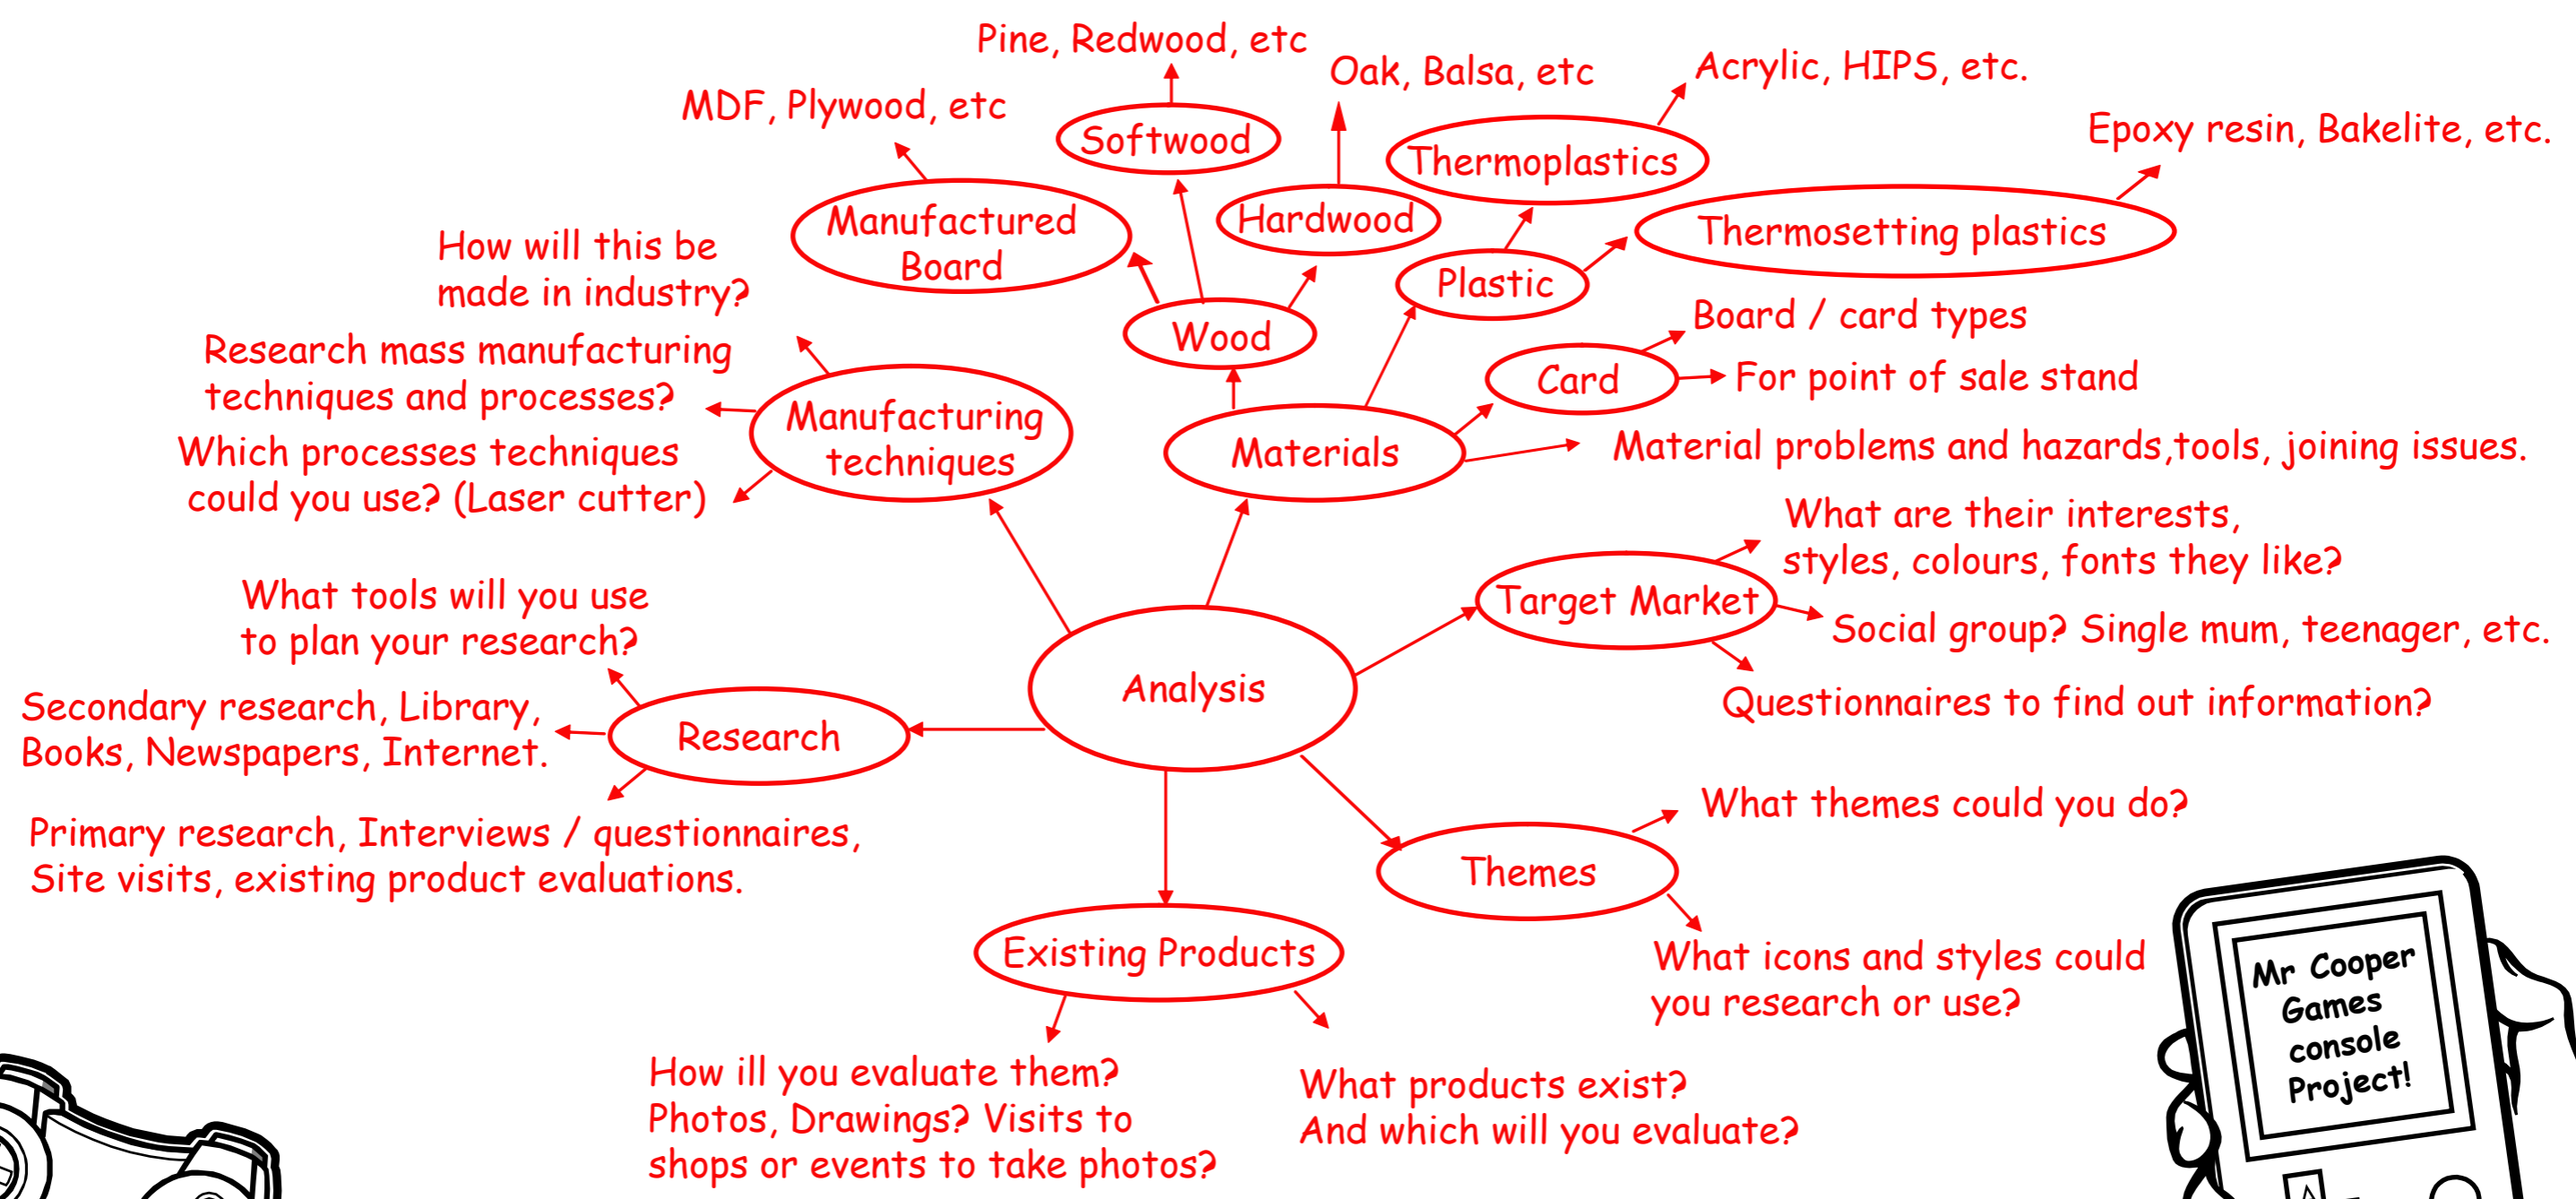 Pine, Redwood, etc
Oak, Balsa, etc
Acrylic, HIPS, etc.
MDF, Plywood, etc
Epoxy resin, Bakelite, etc.
Softwood
Thermoplastics
Manufactured
Board
Hardwood
Thermosetting plastics
How will this be
made in industry?
Plastic
Wood
Board / card types
Research mass manufacturing
techniques and processes?
Card
For point of sale stand
Manufacturing
techniques
Which processes techniques
could you use? (Laser cutter)
Materials
Material problems and hazards,tools, joining issues.
What are their interests,
styles, colours, fonts they like?
What tools will you use
to plan your research?
Target Market
Social group? Single mum, teenager, etc.
Analysis
Questionnaires to find out information?
Secondary research, Library,
Books, Newspapers, Internet.
Research
Primary research, Interviews / questionnaires,
Site visits, existing product evaluations.
What themes could you do?
Themes
Existing Products
What icons and styles could
you research or use?
Mr Cooper
Games
console
Project!
How ill you evaluate them?
Photos, Drawings? Visits to
shops or events to take photos?
What products exist?
And which will you evaluate?